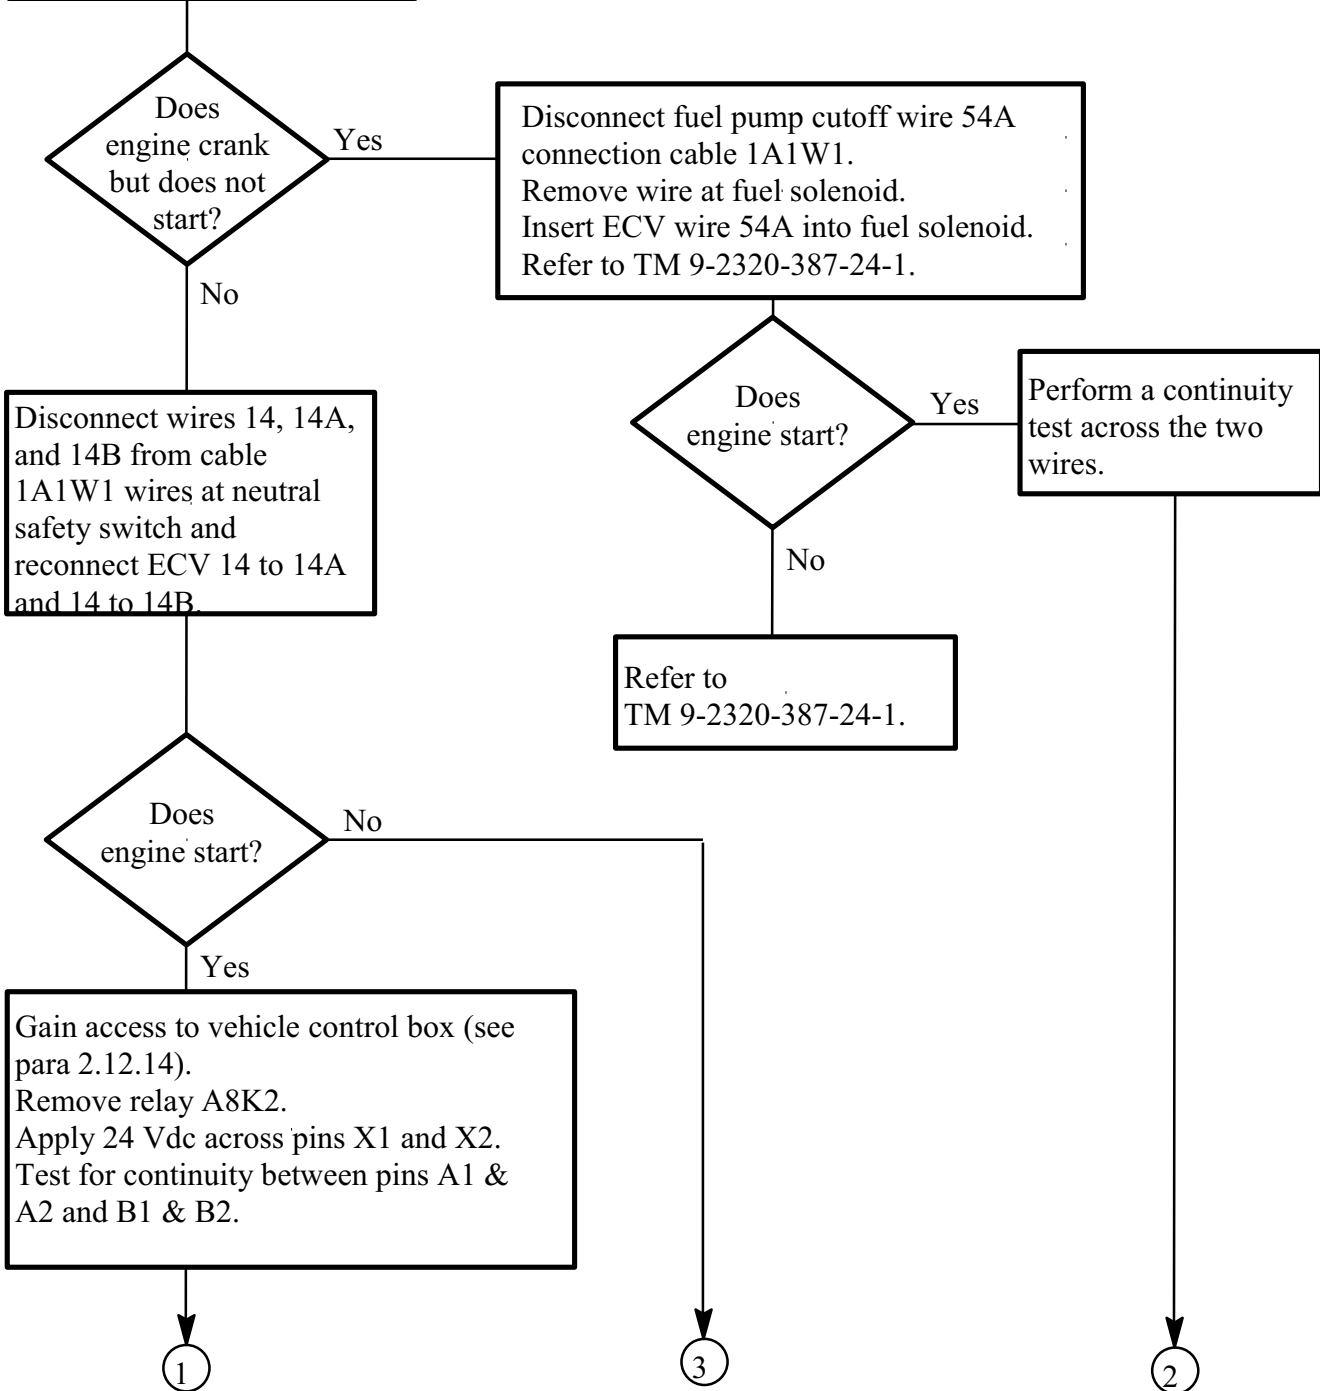 Does
engine crank
but does not
start?
Yes
Disconnect fuel pump cutoff wire 54A
connection cable 1A1W1.
Remove wire at fuel solenoid.
Insert ECV wire 54A into fuel solenoid.
Refer to TM 9-2320-387-24-1.
No
Does
engine start?
Yes
Perform a continuity
test across the two
wires.
Disconnect wires 14, 14A,
and 14B from cable
1A1W1 wires at neutral
safety switch and
reconnect ECV 14 to 14A
and 14 to 14B.
No
Refer to
TM 9-2320-387-24-1.
Does
engine start?
No
Yes
Gain access to vehicle control box (see
para 2.12.14).
Remove relay A8K2.
Apply 24 Vdc across pins X1 and X2.
Test for continuity between pins A1 &
A2 and B1 & B2.
1
3
2